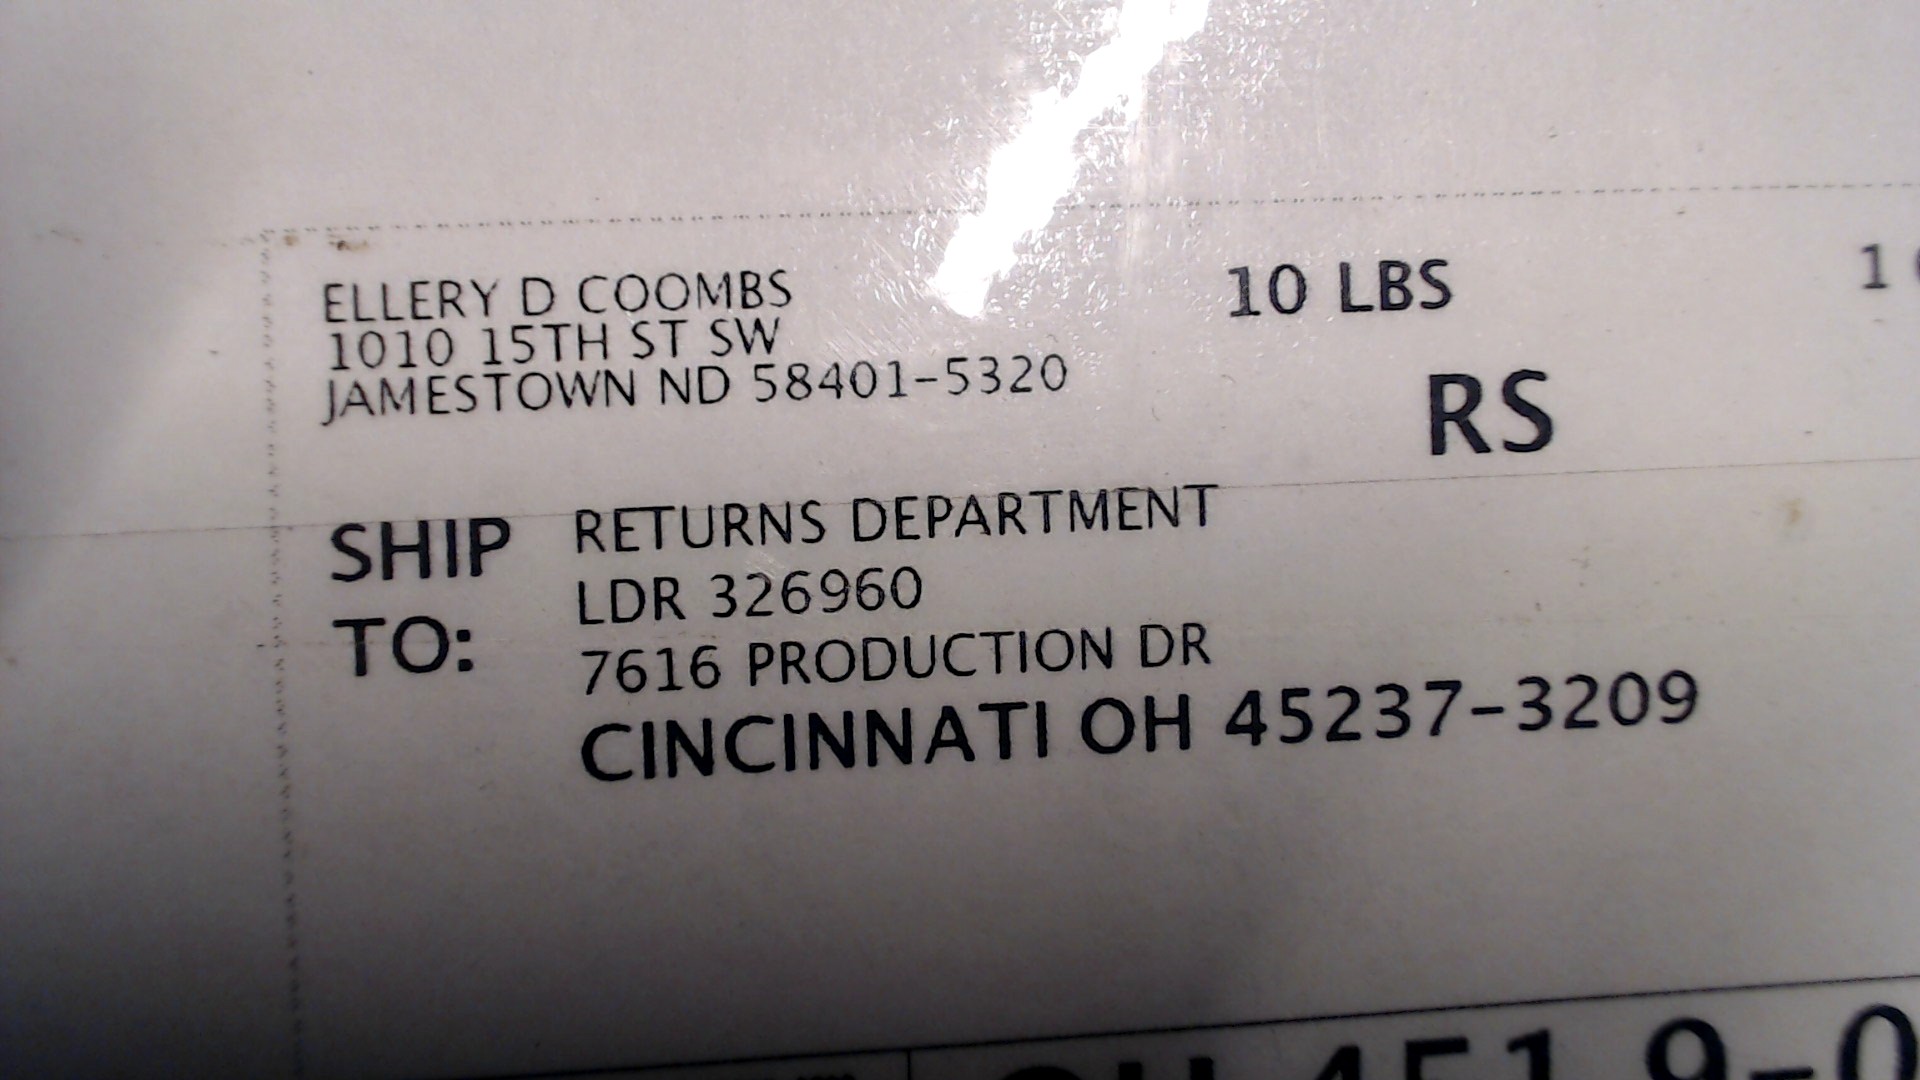 ELLERY D COOMBS
1010 15TH ST SW
JAMESTOWN ND 58401-5320
10 LBS
RS
SHIP TO:
RETURNS DEPARTMENT
LDR 326960
7616 PRODUCTION DR
CINCINNATI OH 45237-3209